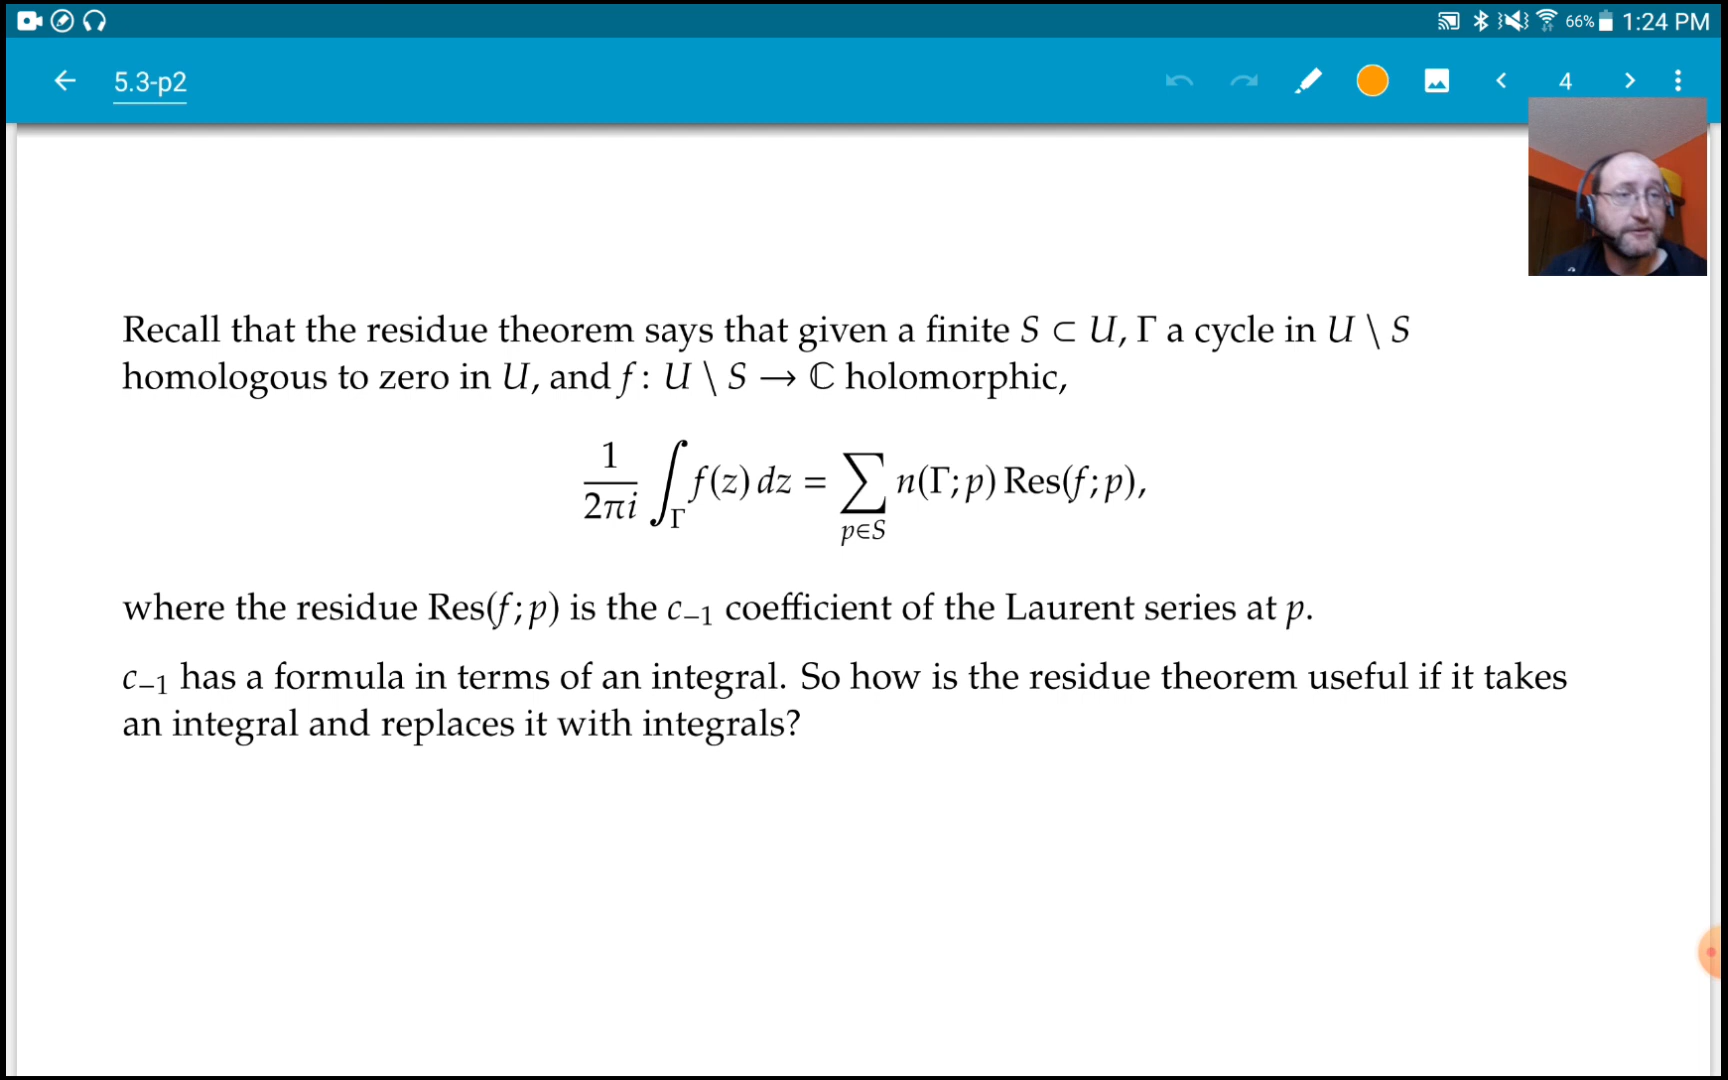 66% 1:24 PM
5.3-p2
4
Recall that the residue theorem says that given a finite S ⊂ U, Γ a cycle in U \ S
homologous to zero in U, and f : U \ S → ℂ holomorphic,
1/2πi ∫_Γ f(z) dz = ∑_{p∈S} n(Γ; p) Res(f; p),
where the residue Res(f; p) is the c₋₁ coefficient of the Laurent series at p.
c₋₁ has a formula in terms of an integral. So how is the residue theorem useful if it takes
an integral and replaces it with integrals?